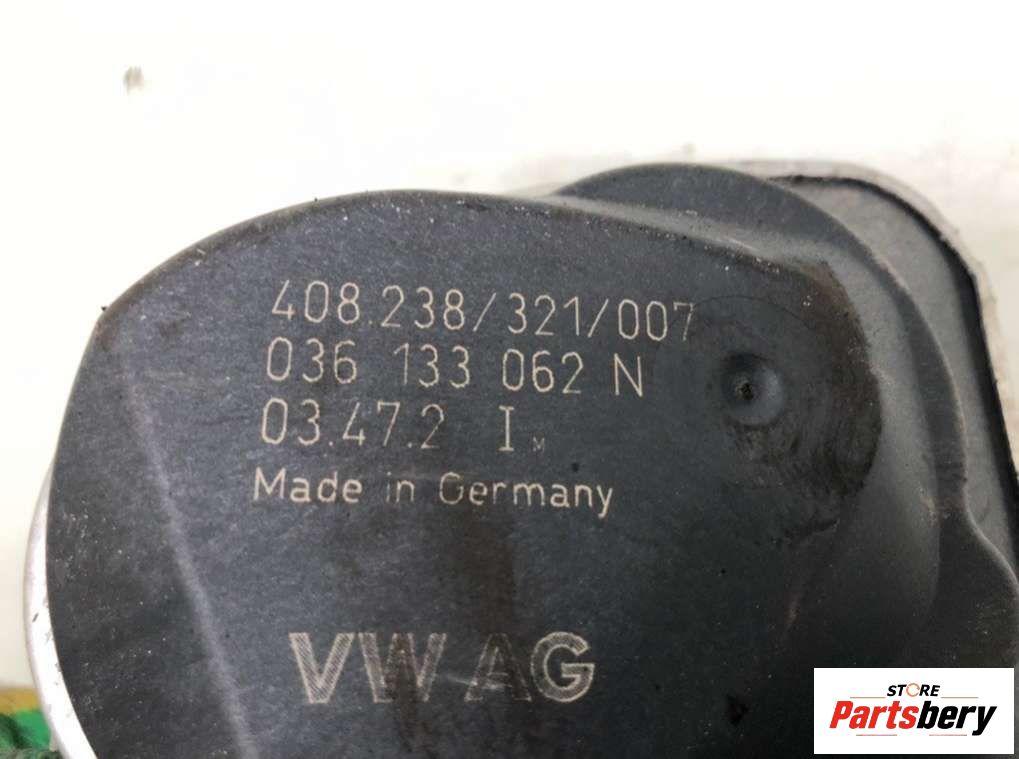 408.238/321/007
036 133 062 N
03.47.2 I M
Made in Germany
VW AG
STORE
Partsbery